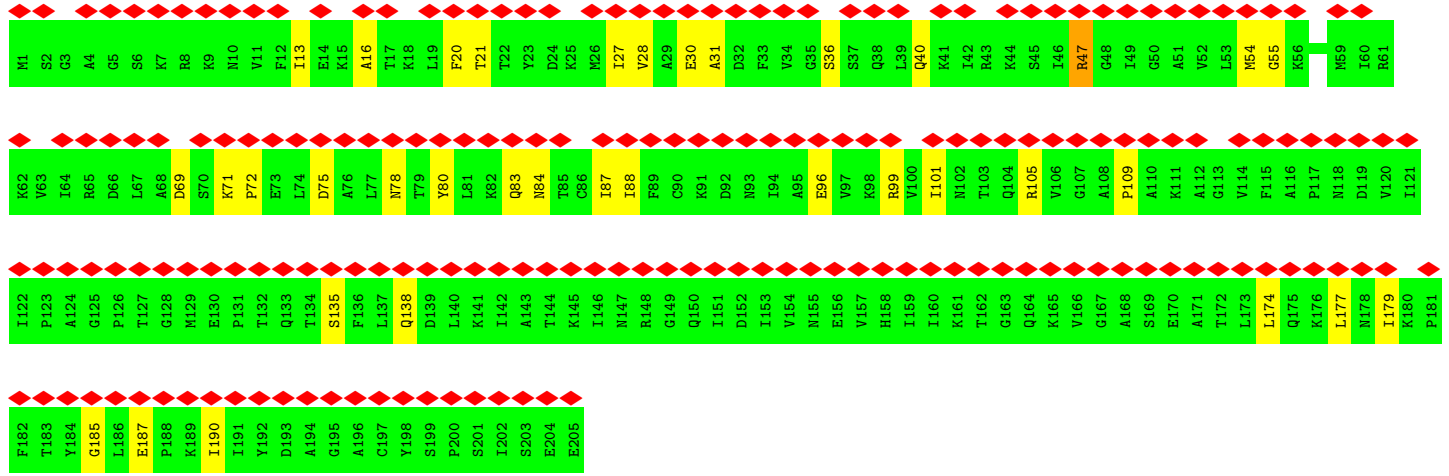 M1 S2 G3 A4 G5 S6 K7 R8 K9 N10 V11 F12 I13 E14 K15 A16 T17 K18 L19 F20 T21 T22 Y23 D24 K25 M26 I27 V28 A29 E30 A31 D32 F33 V34 G35 S36 S37 Q38 L39 Q40 K41 I42 R43 K44 S45 I46 R47 G48 I49 G50 A51 V52 L53 M54 G55 K56 M59 I60 R61
K62 V63 I64 R65 D66 L67 A68 D69 S70 K71 P72 E73 L74 D75 A76 L77 N78 T79 Y80 L81 K82 Q83 N84 T85 C86 I87 I88 F89 C90 K91 D92 N93 I94 A95 E96 V97 K98 R99 V100 I101 N102 T103 Q104 R105 V106 G107 A108 P109 A110 K111 A112 G113 V114 F115 A116 P117 N118 D119 V120 I121
I122 P123 A124 G125 P126 T127 G128 M129 E130 P131 T132 Q133 T134 S135 F136 L137 Q138 D139 L140 K141 I142 A143 T144 K145 I146 N147 R148 G149 Q150 I151 D152 I153 V154 N155 E156 V157 H158 I159 I160 K161 T162 G163 Q164 K165 V166 G167 A168 S169 E170 A171 T172 L173 L174 Q175 K176 L177 N178 I179 K180 P181
F182 T183 Y184 G185 L186 E187 P188 K189 I190 I191 Y192 D193 A194 G195 A196 C197 Y198 S199 P200 S201 I202 S203 E204 E205